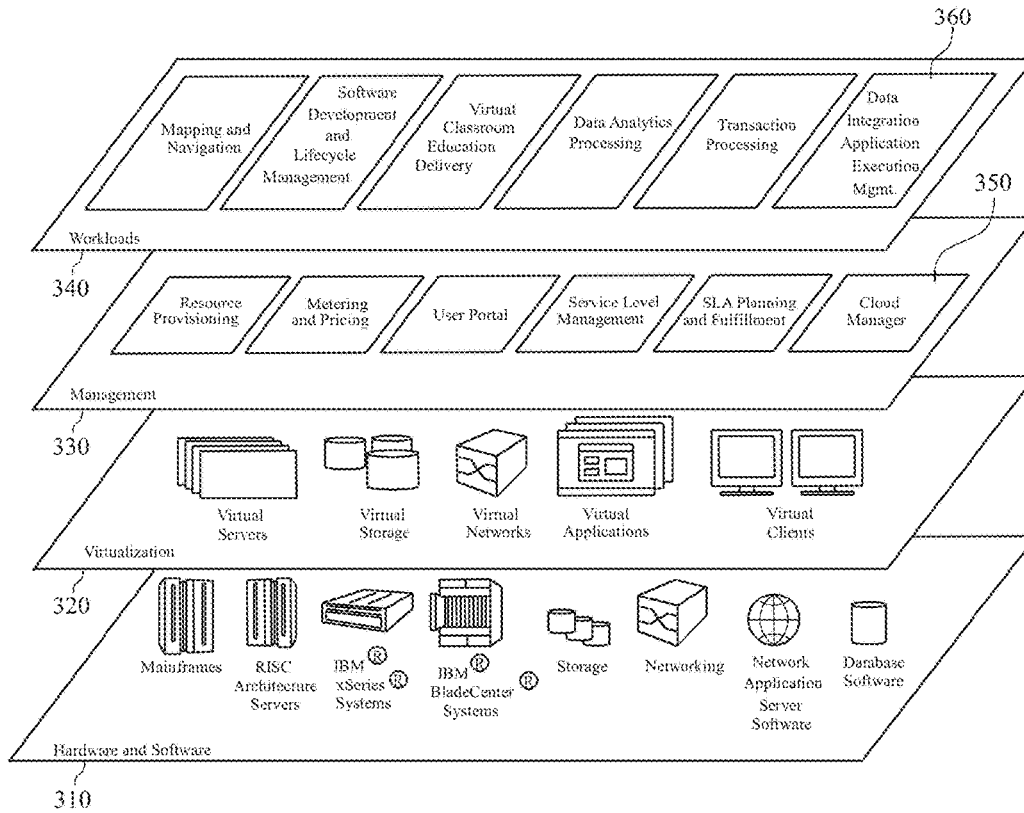 360
Mapping and
Navigation
Software
Development
and
Lifecycle
Management
Virtual
Classroom
Education
Delivery
Data Analytics
Processing
Transaction
Processing
Data
Integration
Application
Execution
Mgmt.
Workloads
340
350
Resource
Provisioning
Metering
and Pricing
User Portal
Service Level
Management
SLA Planning
and Fulfillment
Cloud
Manager
Management
330
Virtual
Servers
Virtual
Storage
Virtual
Networks
Virtual
Applications
Virtual
Clients
Virtualization
320
Mainframes
RISC
Architecture
Servers
IBM ®
xSeries ®
Systems
IBM ®
BladeCenter ®
Systems
Storage
Networking
Network
Application
Server
Software
Database
Software
Hardware and Software
310